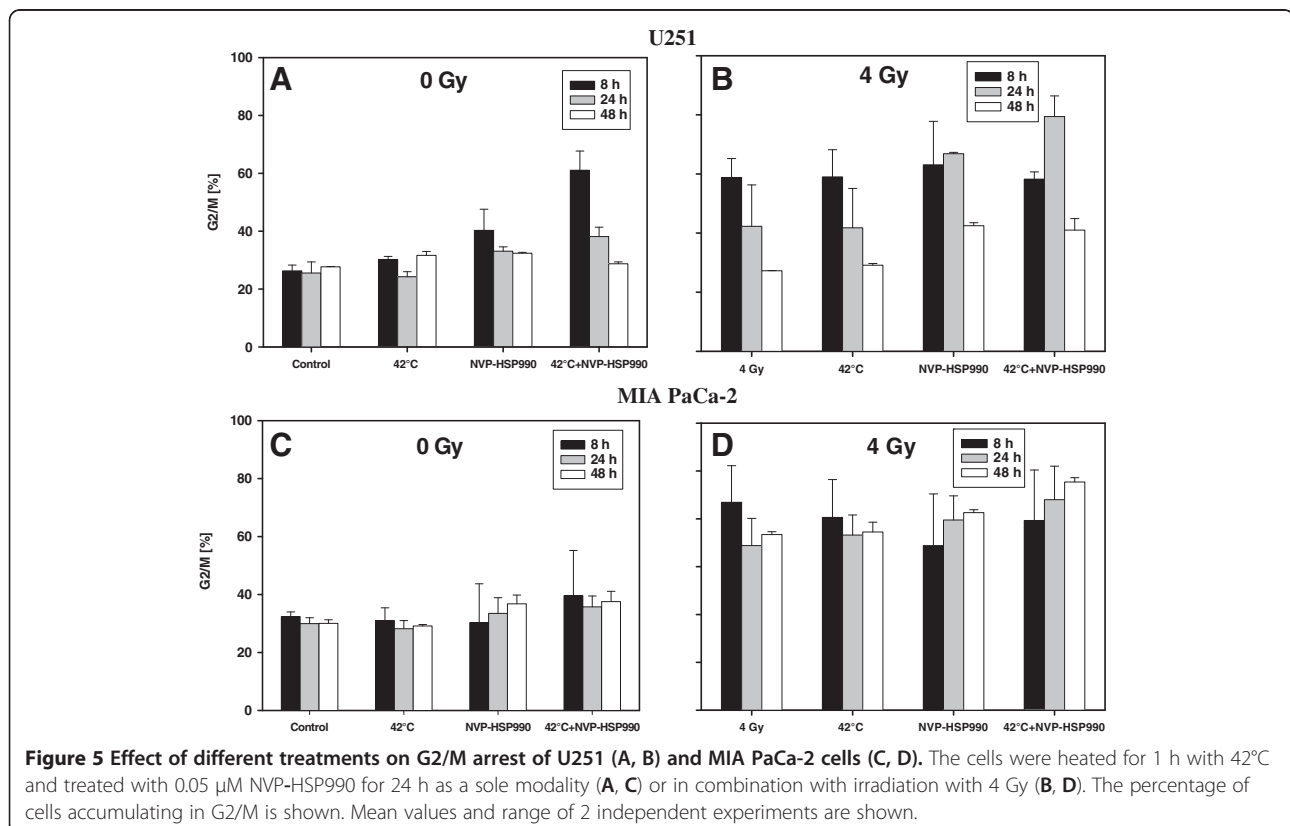 U251
A
0 Gy
8 h
24 h
48 h
100
80
60
40
20
0
G2/M [%]
Control
42°C
NVP-HSP990
42°C+NVP-HSP990
B
4 Gy
8 h
24 h
48 h
4 Gy
42°C
NVP-HSP990
42°C+NVP-HSP990
MIA PaCa-2
C
0 Gy
8 h
24 h
48 h
100
80
60
40
20
0
G2/M [%]
Control
42°C
NVP-HSP990
42°C+NVP-HSP990
D
4 Gy
8 h
24 h
48 h
4 Gy
42°C
NVP-HSP990
42°C+NVP-HSP990
Figure 5 Effect of different treatments on G2/M arrest of U251 (A, B) and MIA PaCa-2 cells (C, D). The cells were heated for 1 h with 42°C
and treated with 0.05 μM NVP-HSP990 for 24 h as a sole modality (A, C) or in combination with irradiation with 4 Gy (B, D). The percentage of
cells accumulating in G2/M is shown. Mean values and range of 2 independent experiments are shown.